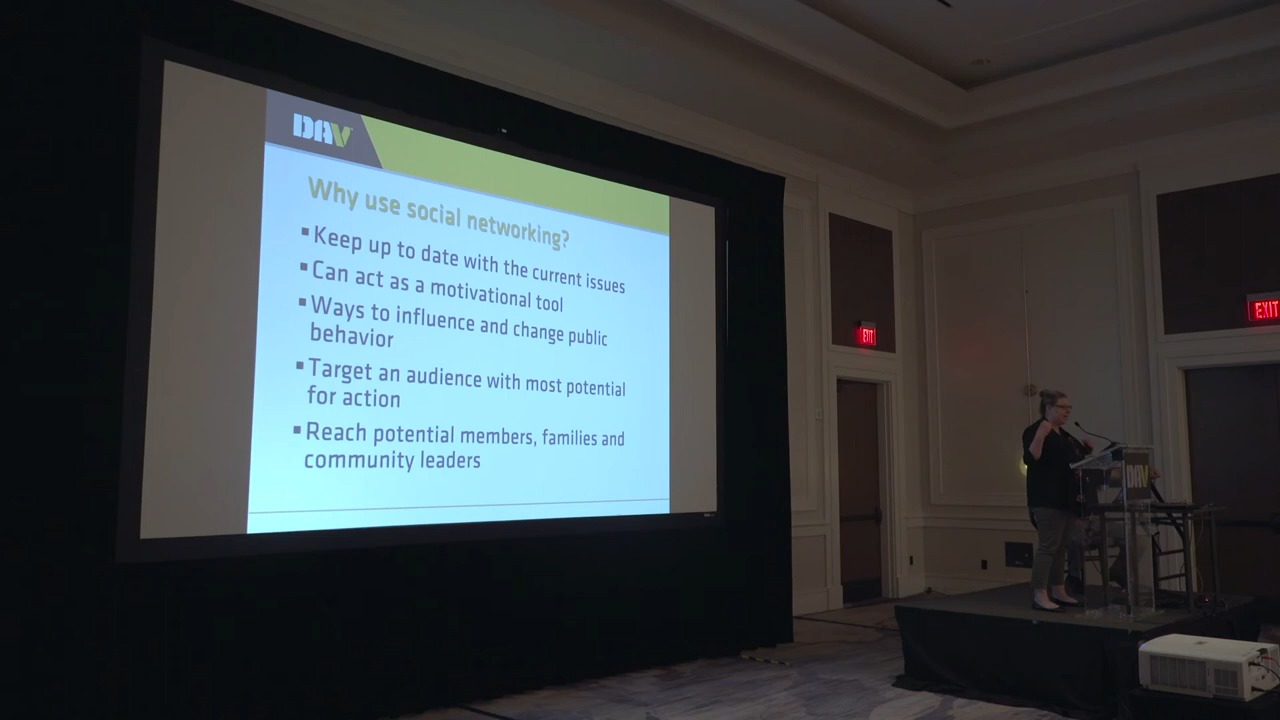 DAV
Why use social networking?
▪Keep up to date with the current issues
▪Can act as a motivational tool
▪Ways to influence and change public
behavior
▪Target an audience with most potential
for action
▪Reach potential members, families and
community leaders
EXIT
EXIT
DAV